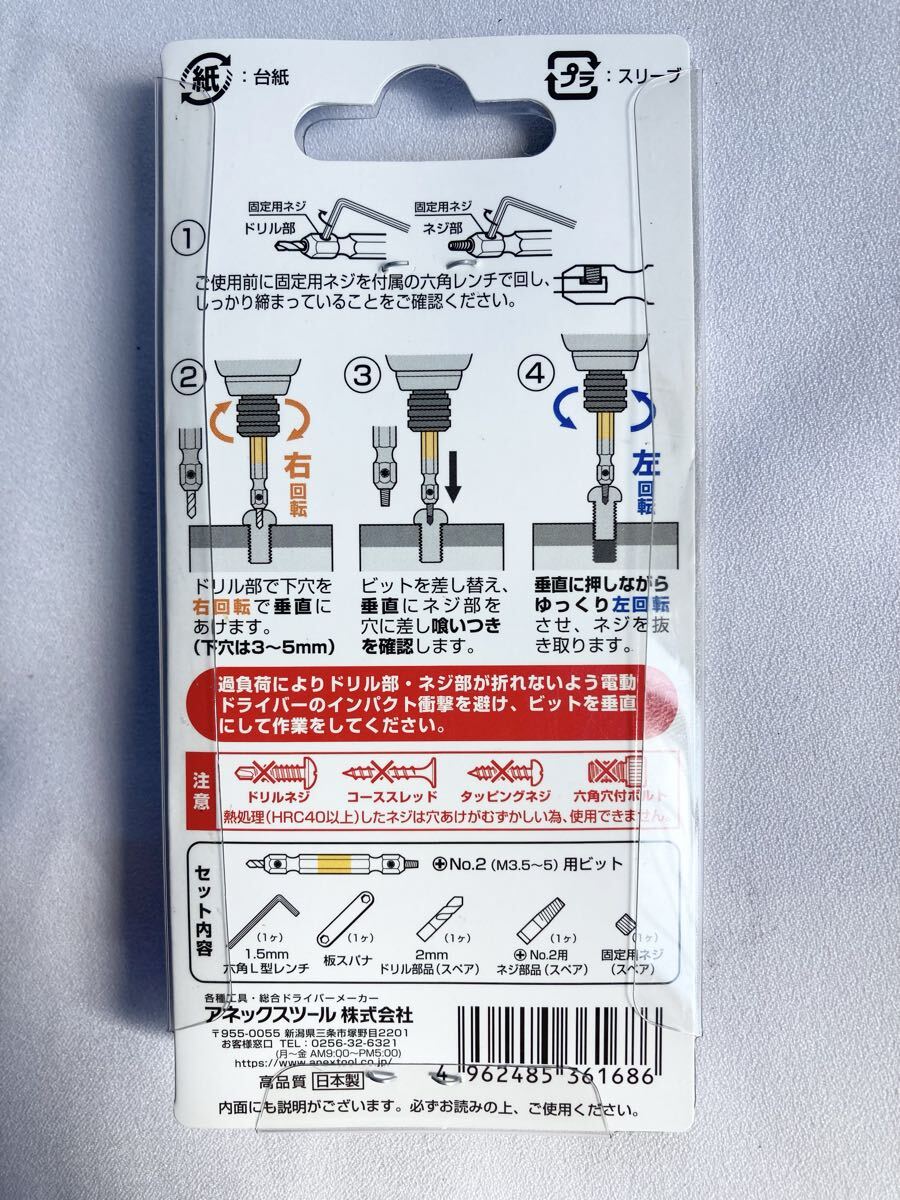 紙：台紙
プラ：スリーブ
固定用ネジ
ドリル部
固定用ネジ
ネジ部
①
ご使用前に固定用ネジを付属の六角レンチで回し、
しっかり締まっていることをご確認ください。
②
右回転
ドリル部で下穴を
右回転で垂直に
あけます。
(下穴は3〜5mm)
③
ビットを差し替え、
垂直にネジ部を
穴に差し喰いつき
を確認します。
④
左回転
垂直に押しながら
ゆっくり左回転
させ、ネジを抜
き取ります。
過負荷によりドリル部・ネジ部が折れないよう電動
ドライバーのインパクト衝撃を避け、ビットを垂直
にして作業をしてください。
注意
ドリルネジ
コーススレッド
タッピングネジ
六角穴付ボルト
熱処理(HRC40以上)したネジは穴あけがむずかしい為、使用できません。
セット内容
⊕No.2 (M3.5〜5) 用ビット
(1ヶ)
1.5mm
六角L型レンチ
(1ヶ)
板スパナ
(1ヶ)
2mm
ドリル部品(スペア)
(1ヶ)
⊕No.2用
ネジ部品(スペア)
(1ヶ)
固定用ネジ
(スペア)
各種工具・総合ドライバーメーカー
アネックスツール 株式会社
〒955-0055 新潟県三条市塚野目2201
お客様窓口 TEL：0256-32-6321
(月〜金 AM9:00〜PM5:00)
https://www.anextool.co.jp/
高品質 日本製
4 962485 361686
内面にも説明がございます。必ずお読みの上、ご使用ください。